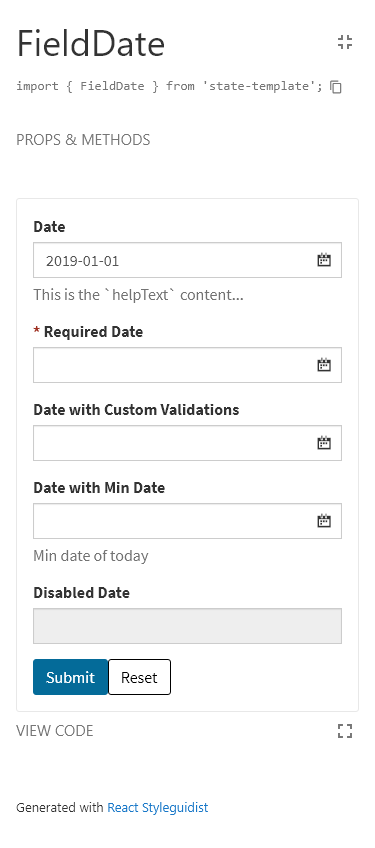 FieldDate
import { FieldDate } from 'state-template';
PROPS & METHODS
Date
2019-01-01
This is the `helpText` content...
* Required Date
Date with Custom Validations
Date with Min Date
Min date of today
Disabled Date
Submit Reset
VIEW CODE
Generated with React Styleguidist